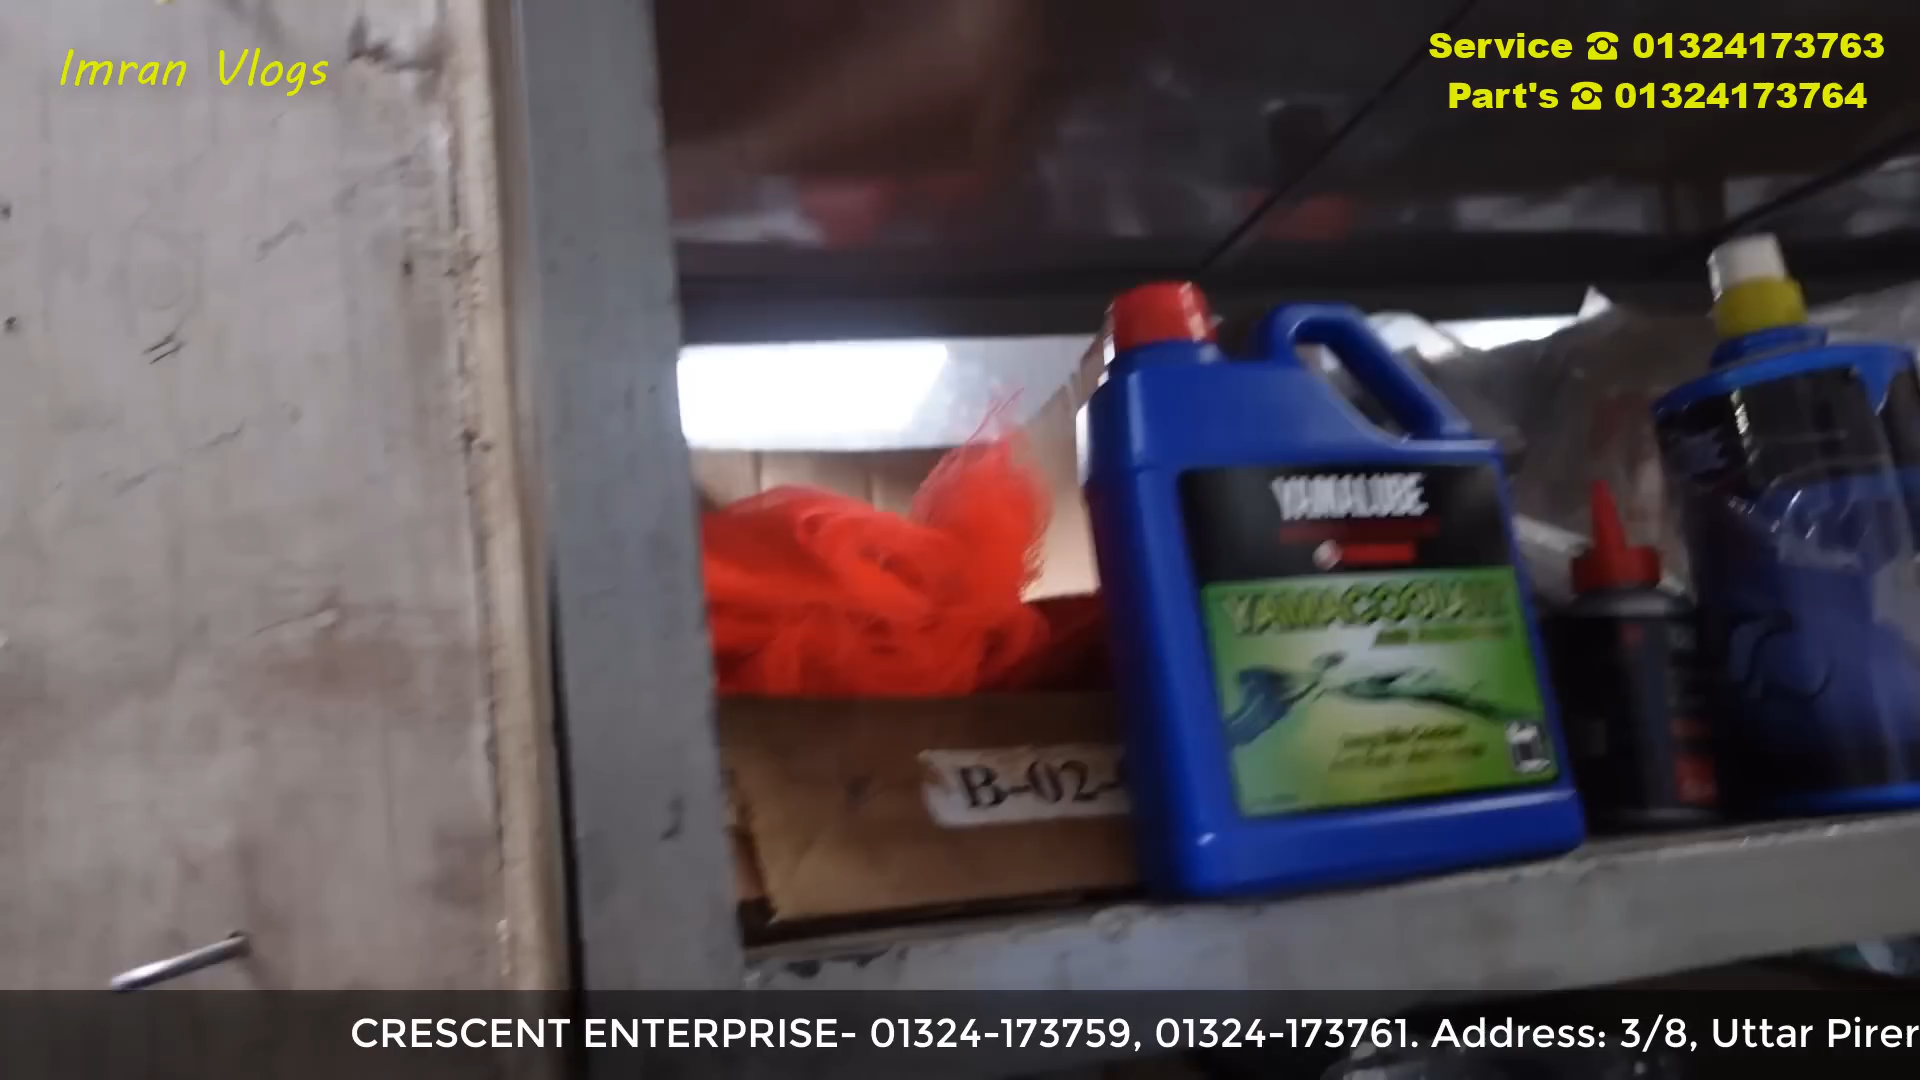 Imran Vlogs
Service ☎ 01324173763
Part's ☎ 01324173764
YAMALUBE
YAMACOOLANT
B-02-
CRESCENT ENTERPRISE- 01324-173759, 01324-173761. Address: 3/8, Uttar Pirer